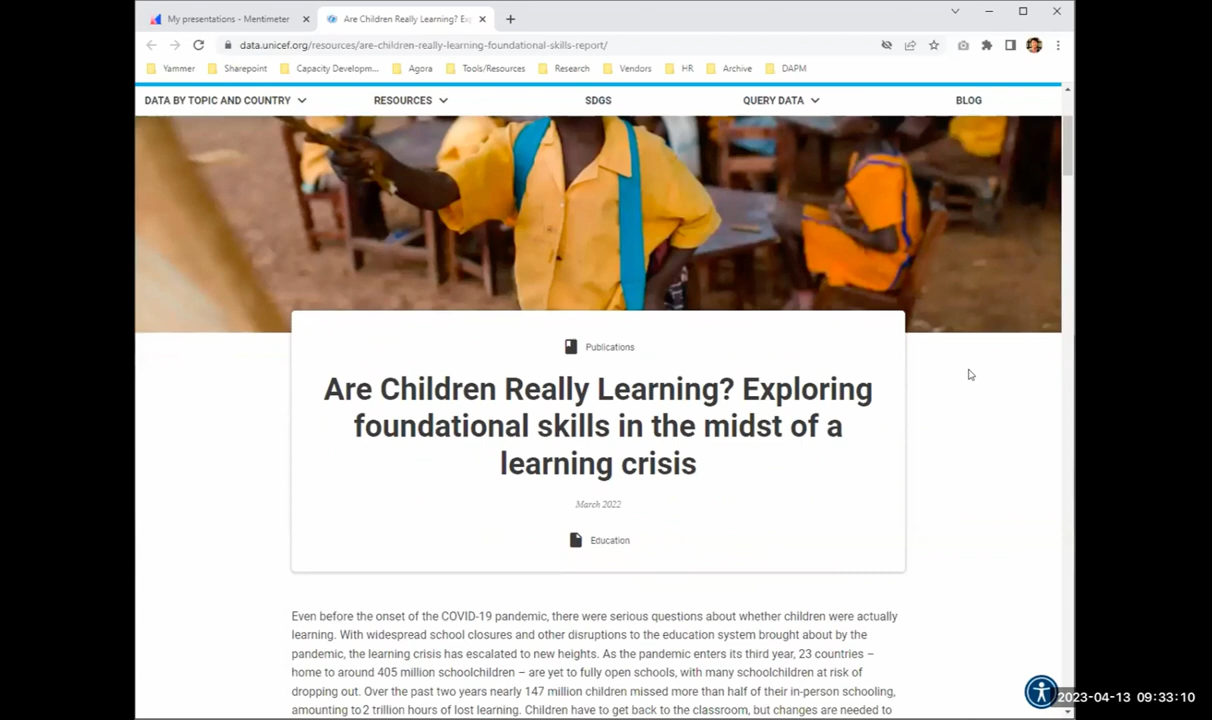 My presentations - Mentimeter
Are Children Really Learning? Ex
data.unicef.org/resources/are-children-really-learning-foundational-skills-report/
Yammer Sharepoint Capacity Developm... Agora Tools/Resources Research Vendors HR Archive DAPM
DATA BY TOPIC AND COUNTRY RESOURCES SDGS QUERY DATA BLOG
Publications
Are Children Really Learning? Exploring
foundational skills in the midst of a
learning crisis
March 2022
Education
Even before the onset of the COVID-19 pandemic, there were serious questions about whether children were actually
learning. With widespread school closures and other disruptions to the education system brought about by the
pandemic, the learning crisis has escalated to new heights. As the pandemic enters its third year, 23 countries –
home to around 405 million schoolchildren – are yet to fully open schools, with many schoolchildren at risk of
dropping out. Over the past two years nearly 147 million children missed more than half of their in-person schooling,
amounting to 2 trillion hours of lost learning. Children have to get back to the classroom, but changes are needed to
2023-04-13 09:33:10